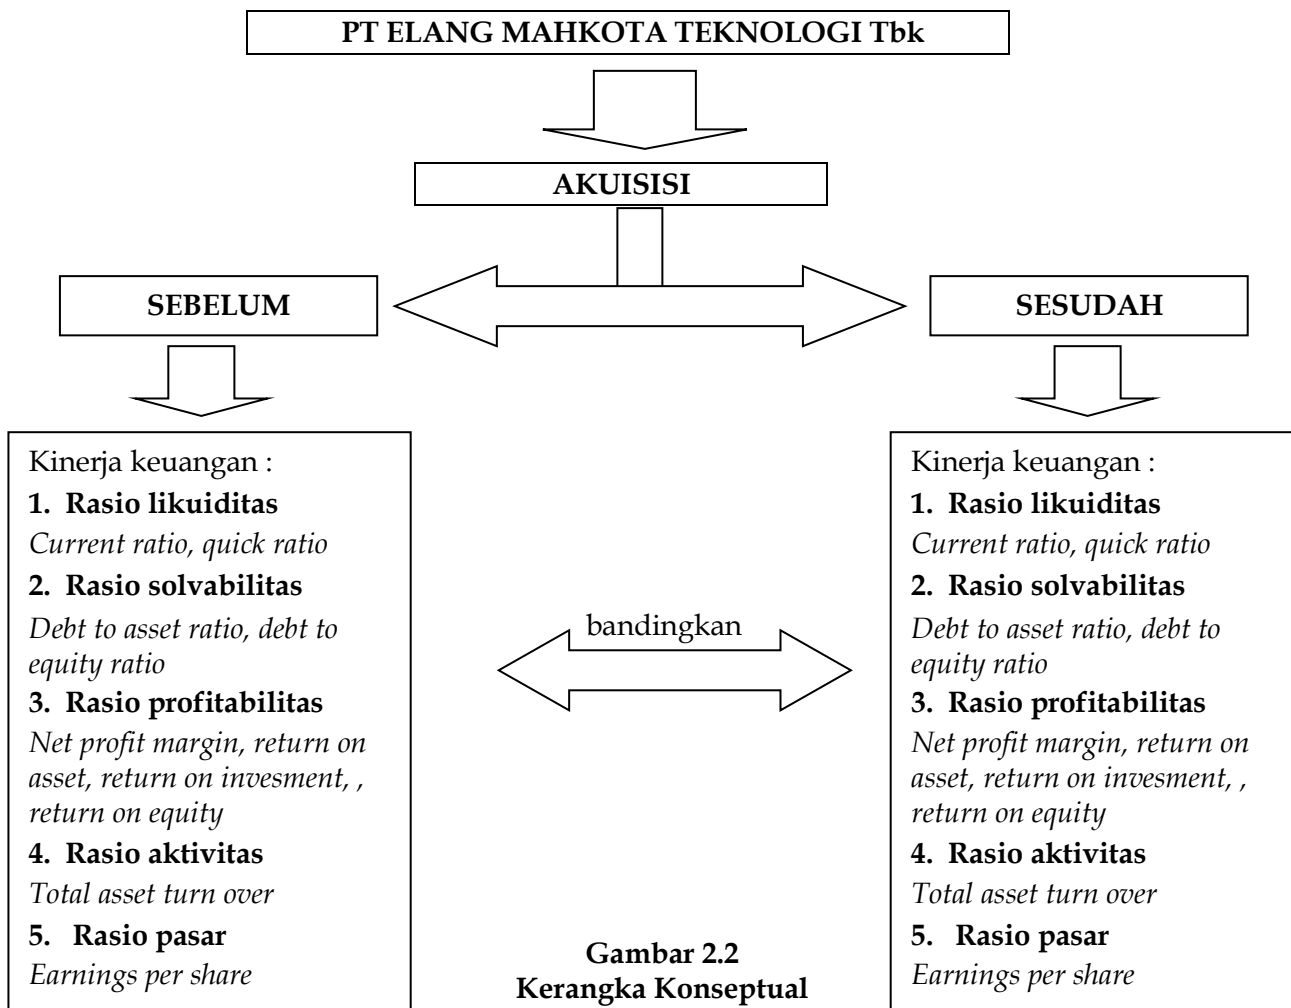 PT ELANG MAHKOTA TEKNOLOGI Tbk
AKUISISI
SEBELUM
SESUDAH
Kinerja keuangan :
1. Rasio likuiditas
Current ratio, quick ratio
2. Rasio solvabilitas
Debt to asset ratio, debt to
equity ratio
3. Rasio profitabilitas
Net profit margin, return on
asset, return on invesment, ,
return on equity
4. Rasio aktivitas
Total asset turn over
5. Rasio pasar
Earnings per share
bandingkan
Kinerja keuangan :
1. Rasio likuiditas
Current ratio, quick ratio
2. Rasio solvabilitas
Debt to asset ratio, debt to
equity ratio
3. Rasio profitabilitas
Net profit margin, return on
asset, return on invesment, ,
return on equity
4. Rasio aktivitas
Total asset turn over
5. Rasio pasar
Earnings per share
Gambar 2.2
Kerangka Konseptual